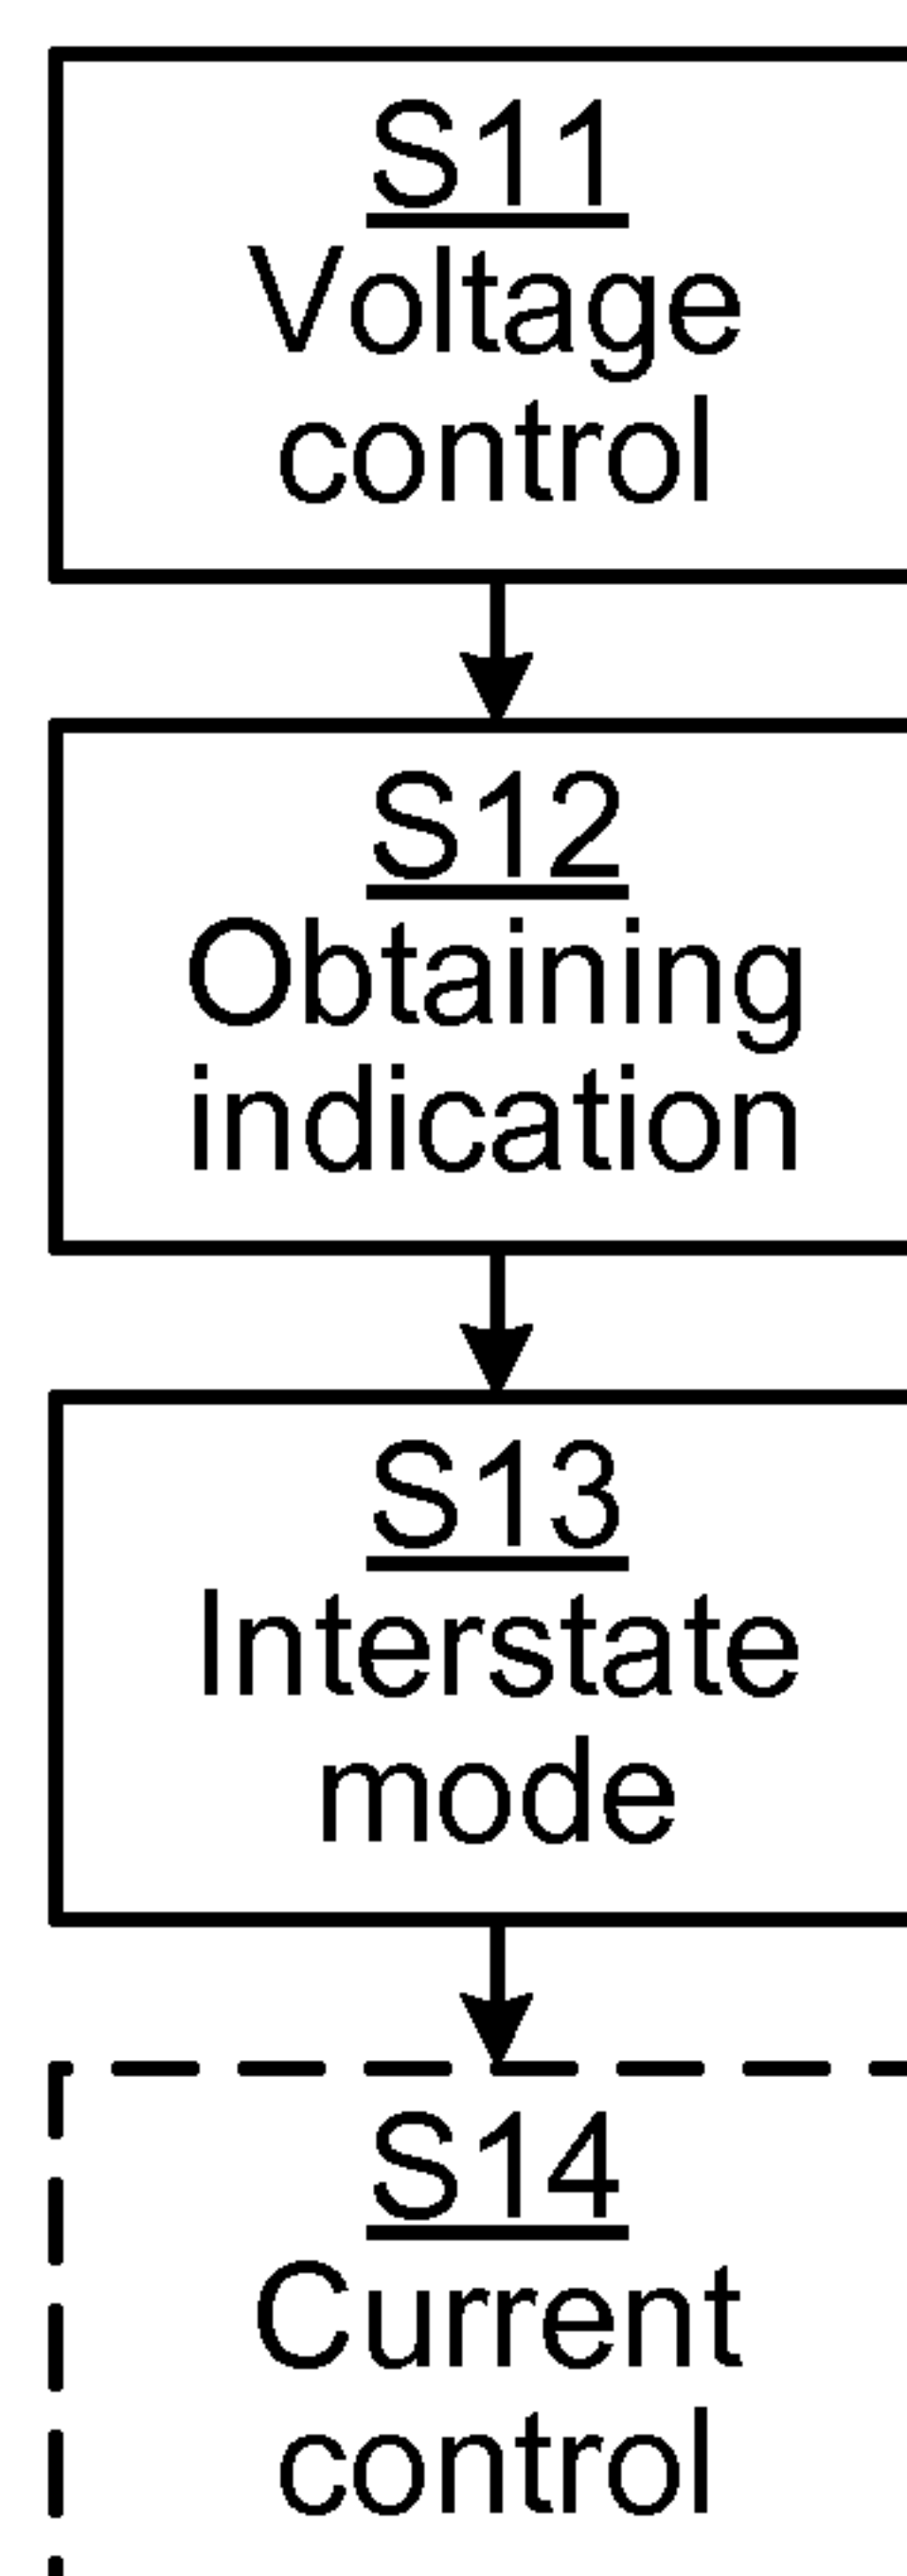 S11
Voltage
control
S12
Obtaining
indication
S13
Interstate
mode
S14
Current
control